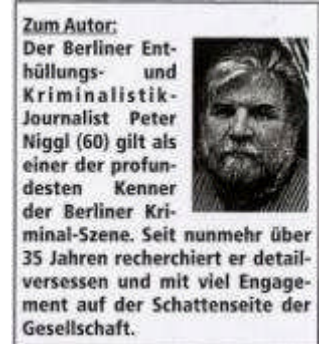 Zum Autor:
Der Berliner Ent-
hüllungs- und
Kriminalistik-
Journalist Peter
Niggl (60) gilt als
einer der profun-
desten Kenner
der Berliner Kri-
minal-Szene. Seit nunmehr über
35 Jahren recherchiert er detail-
versessen und mit viel Engage-
ment auf der Schattenseite der
Gesellschaft.